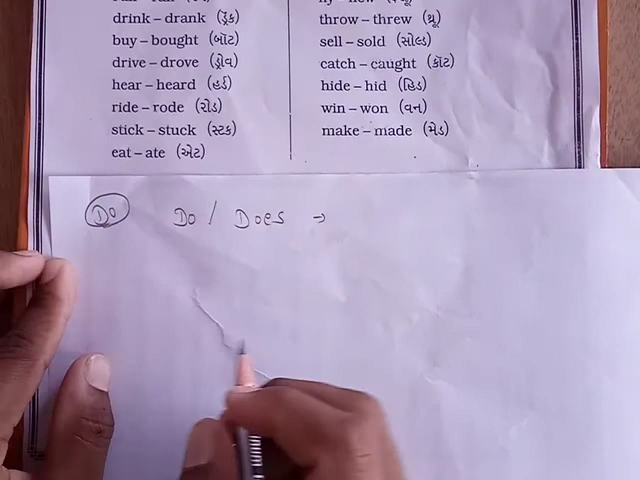 drink – drank (ડ્રેંક)
buy – bought (બૉટ)
drive – drove (ડ્રોવ)
hear – heard (હર્ડ)
ride – rode (રોડ)
stick – stuck (સ્ટક)
eat – ate (એટ)
throw – threw (થ્રૂ)
sell – sold (સોલ્ડ)
catch – caught (કૉટ)
hide – hid (હિડ)
win – won (વન)
make – made (મેડ)
Do Do / Does →